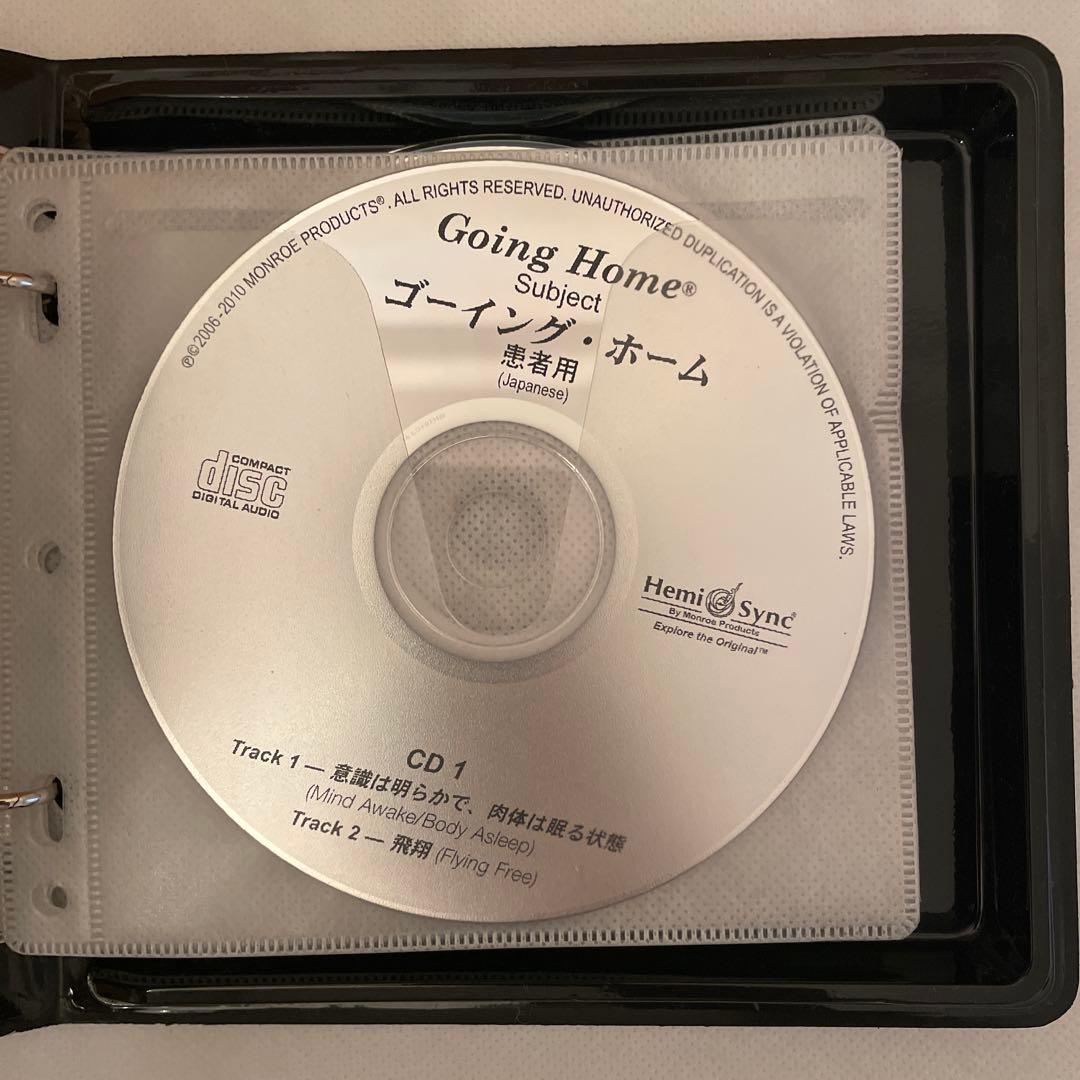 ℗©2006-2010 MONROE PRODUCTS®. ALL RIGHTS RESERVED. UNAUTHORIZED DUPLICATION IS A VIOLATION OF APPLICABLE LAWS.
Going Home®
Subject
ゴーイング・ホーム
患者用
(Japanese)
COMPACT
disc
DIGITAL AUDIO
Hemi Sync®
By Monroe Products
Explore the Original™
CD 1
Track 1 — 意識は明らかで、肉体は眠る状態
(Mind Awake/Body Asleep)
Track 2 — 飛翔 (Flying Free)